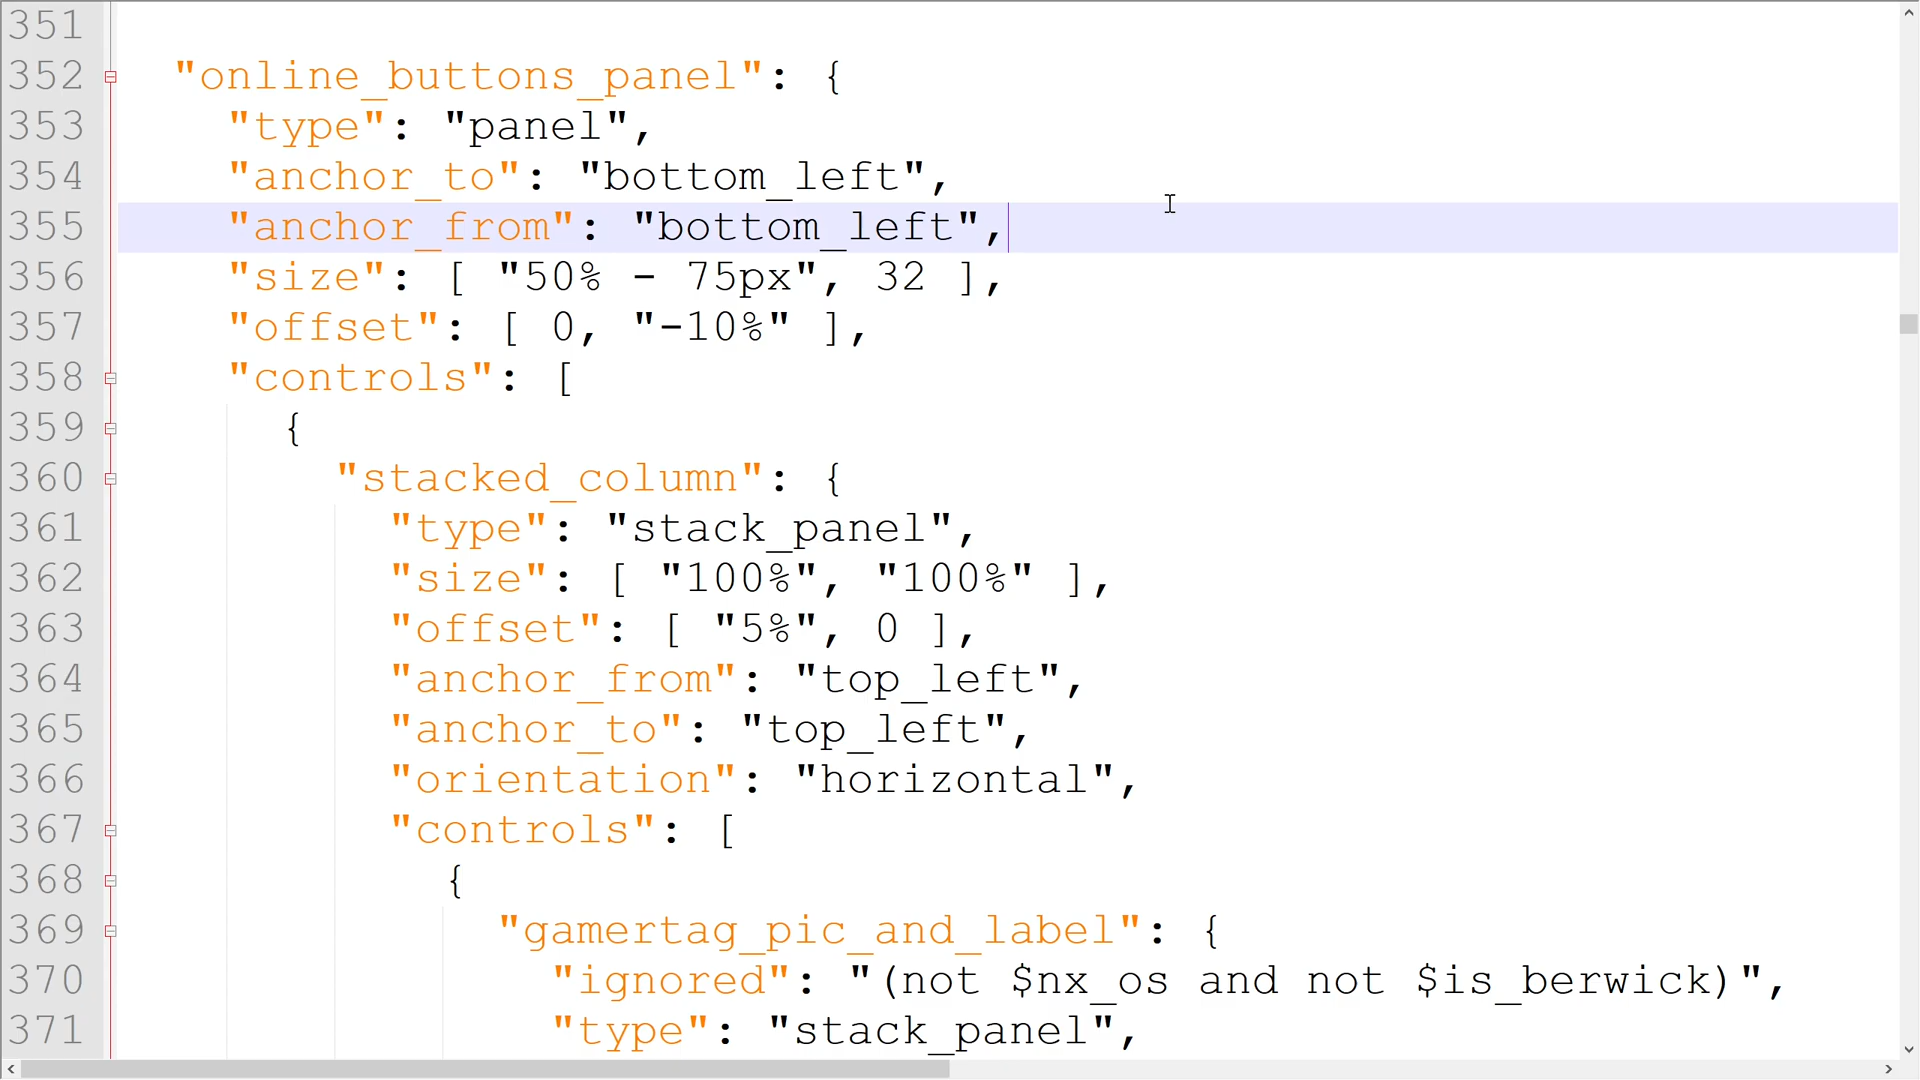 351
352 "online_buttons_panel": {
353 "type": "panel",
354 "anchor_to": "bottom_left",
355 "anchor_from": "bottom_left",
356 "size": [ "50% - 75px", 32 ],
357 "offset": [ 0, "-10%" ],
358 "controls": [
359 {
360 "stacked_column": {
361 "type": "stack_panel",
362 "size": [ "100%", "100%" ],
363 "offset": [ "5%", 0 ],
364 "anchor_from": "top_left",
365 "anchor_to": "top_left",
366 "orientation": "horizontal",
367 "controls": [
368 {
369 "gamertag_pic_and_label": {
370 "ignored": "(not $nx_os and not $is_berwick)",
371 "type": "stack_panel",